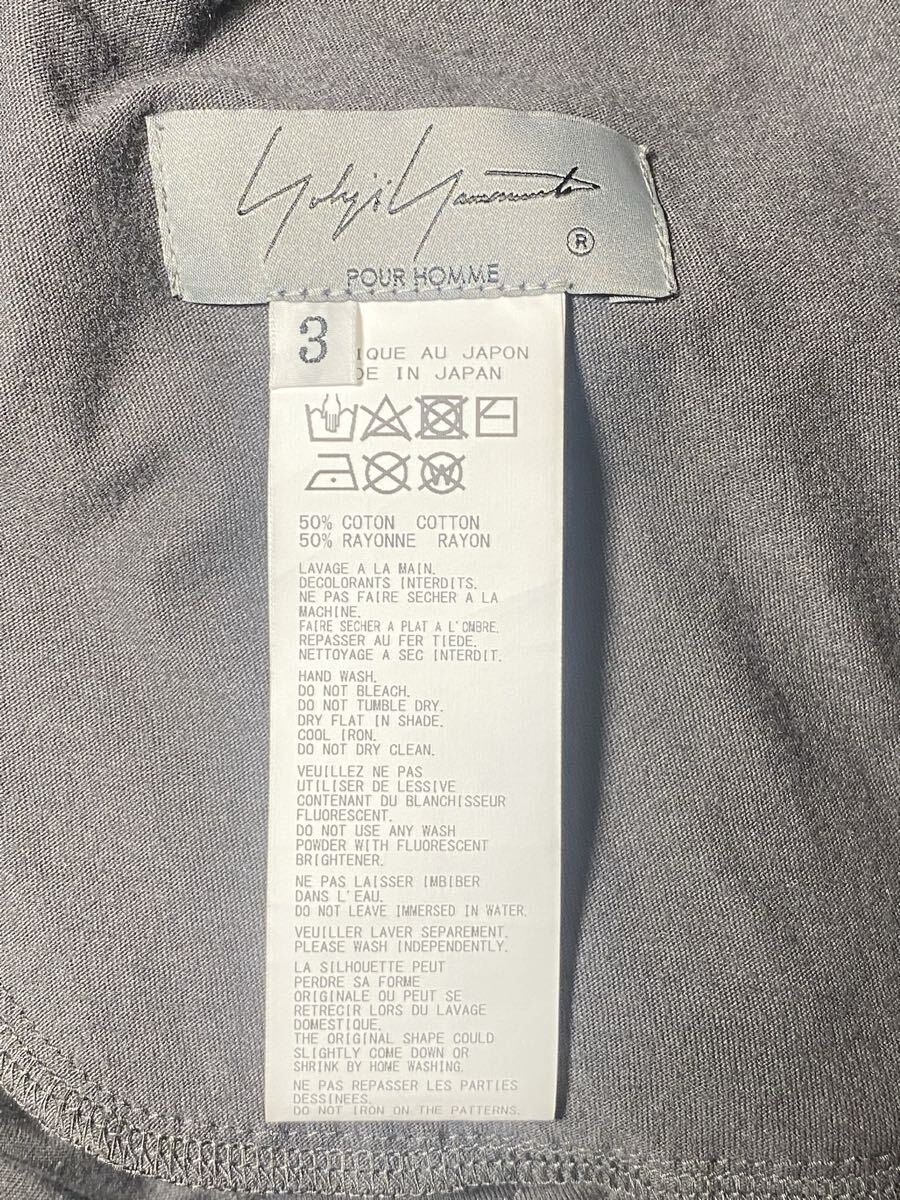 Yohji Yamamoto
®
POUR HOMME
3
IQUE AU JAPON
DE IN JAPAN
W
50% COTON COTTON
50% RAYONNE RAYON
LAVAGE A LA MAIN.
DECOLORANTS INTERDITS.
NE PAS FAIRE SECHER A LA
MACHINE.
FAIRE SECHER A PLAT A L'OMBRE.
REPASSER AU FER TIEDE.
NETTOYAGE A SEC INTERDIT.
HAND WASH.
DO NOT BLEACH.
DO NOT TUMBLE DRY.
DRY FLAT IN SHADE.
COOL IRON.
DO NOT DRY CLEAN.
VEUILLEZ NE PAS
UTILISER DE LESSIVE
CONTENANT DU BLANCHISSEUR
FLUORESCENT.
DO NOT USE ANY WASH
POWDER WITH FLUORESCENT
BRIGHTENER.
NE PAS LAISSER IMBIBER
DANS L'EAU.
DO NOT LEAVE IMMERSED IN WATER.
VEUILLER LAVER SEPAREMENT.
PLEASE WASH INDEPENDENTLY.
LA SILHOUETTE PEUT
PERDRE SA FORME
ORIGINALE OU PEUT SE
RETRECIR LORS DU LAVAGE
DOMESTIQUE.
THE ORIGINAL SHAPE COULD
SLIGHTLY COME DOWN OR
SHRINK BY HOME WASHING.
NE PAS REPASSER LES PARTIES
DESSINEES.
DO NOT IRON ON THE PATTERNS.